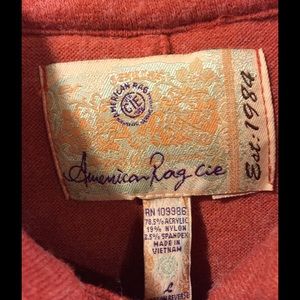 AMERICAN RAG
CIE
American Rag Cie
Est. 1984
RN 109986
78.5% ACRYLIC
19% NYLON
2.5% SPANDEX
MADE IN
VIETNAM
L
REVERSE